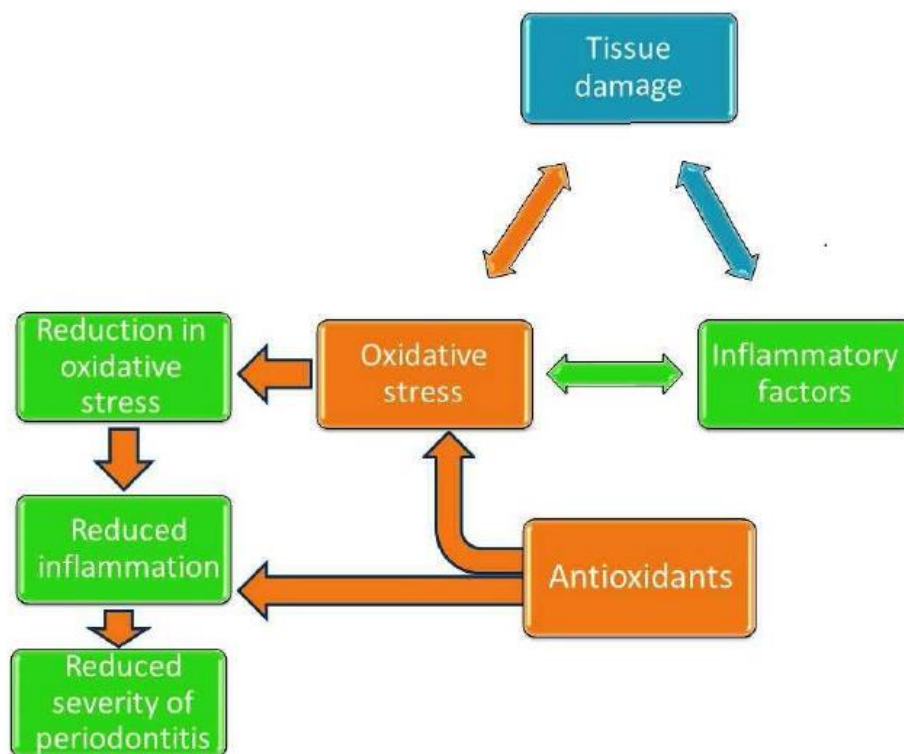 Tissue
damage
Reduction in
oxidative
stress
Oxidative
stress
Inflammatory
factors
Reduced
inflammation
Antioxidants
Reduced
severity of
periodontitis